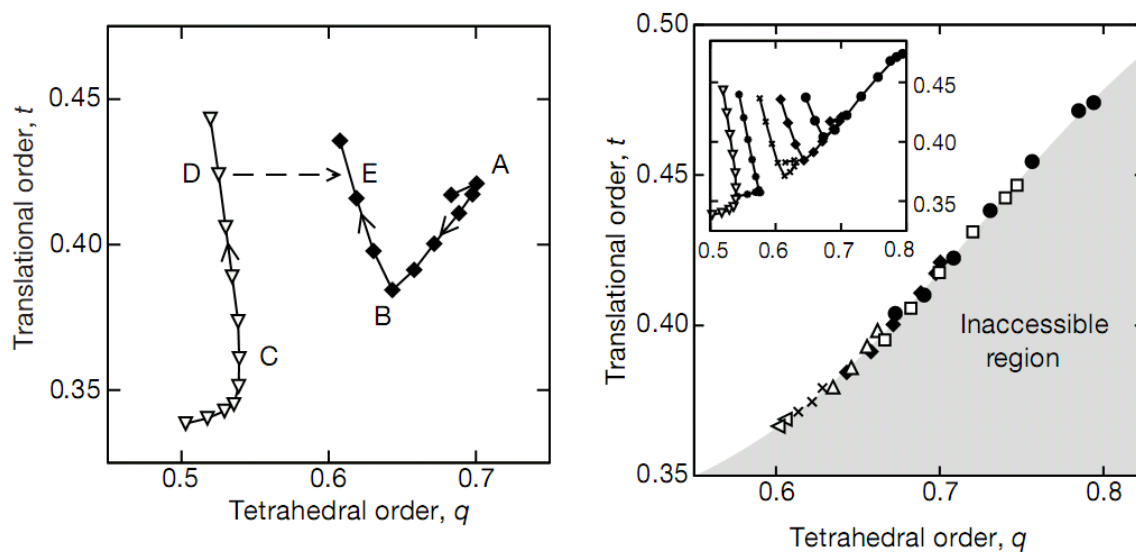 0.45
0.40
0.35
0.5
0.6
0.7
Translational order, t
Tetrahedral order, q
A
B
C
D
E
0.50
0.45
0.40
0.35
0.6
0.7
0.8
Translational order, t
Tetrahedral order, q
Inaccessible
region
0.45
0.40
0.35
0.5
0.6
0.7
0.8